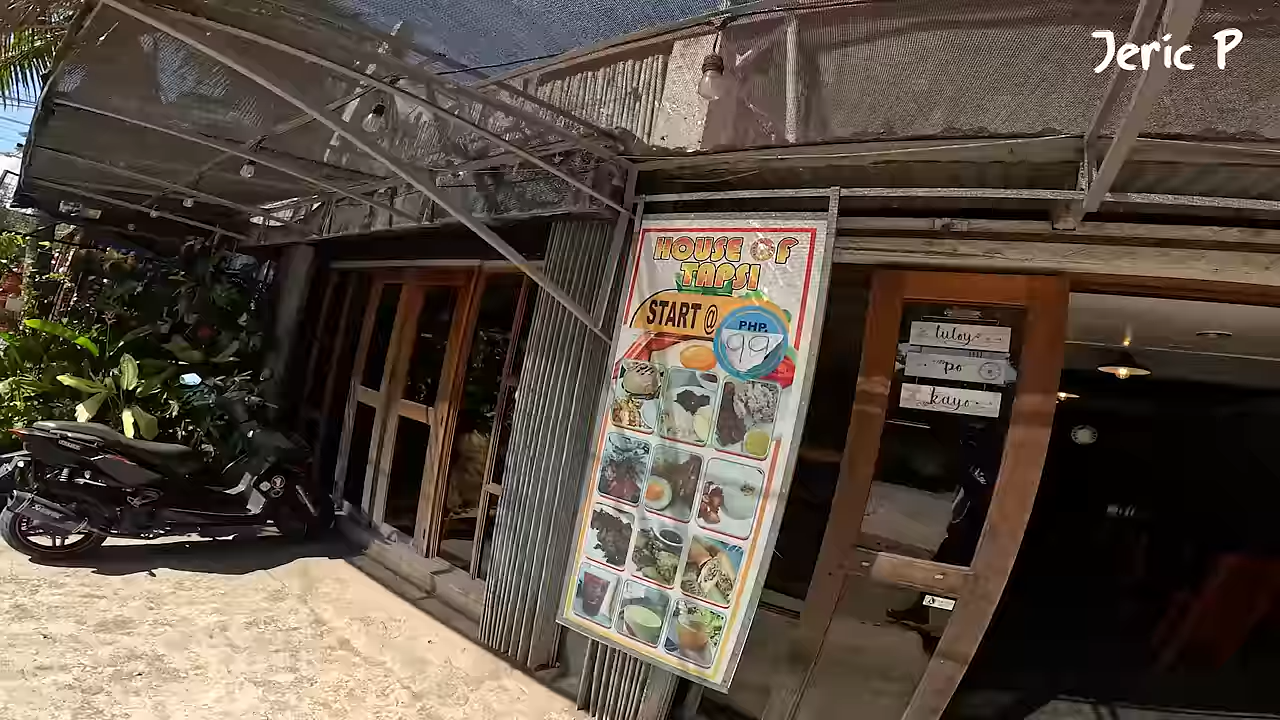 Jeric P
HOUSE OF
TAPSI
START @
PHP.
99
tuloy
po
kayo